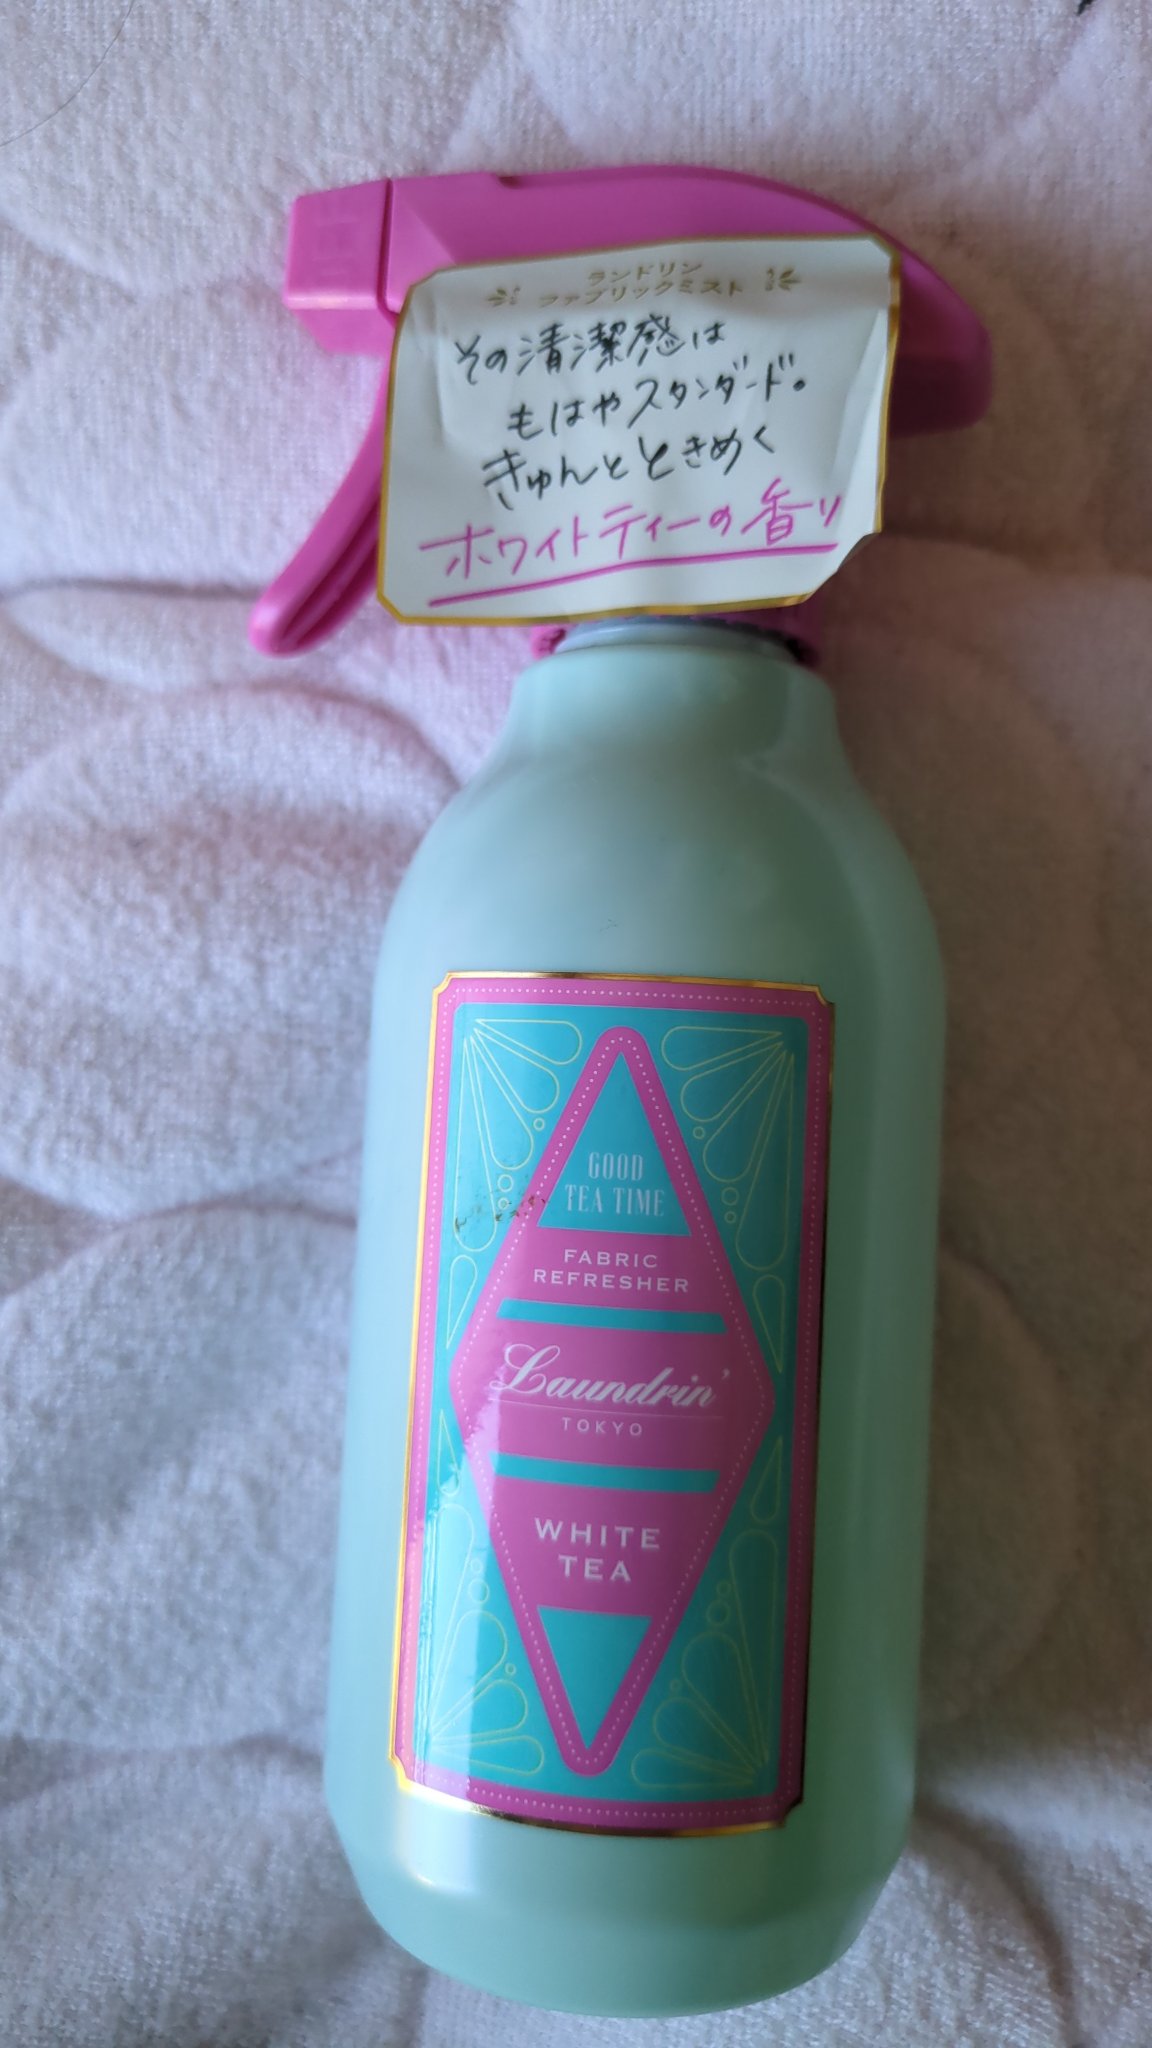 ランドリン
ファブリックミスト
その清潔感は
もはやスタンダード。
きゅんとときめく
ホワイトティーの香り
GOOD
TEA TIME
FABRIC
REFRESHER
Laundrin'
TOKYO
WHITE
TEA